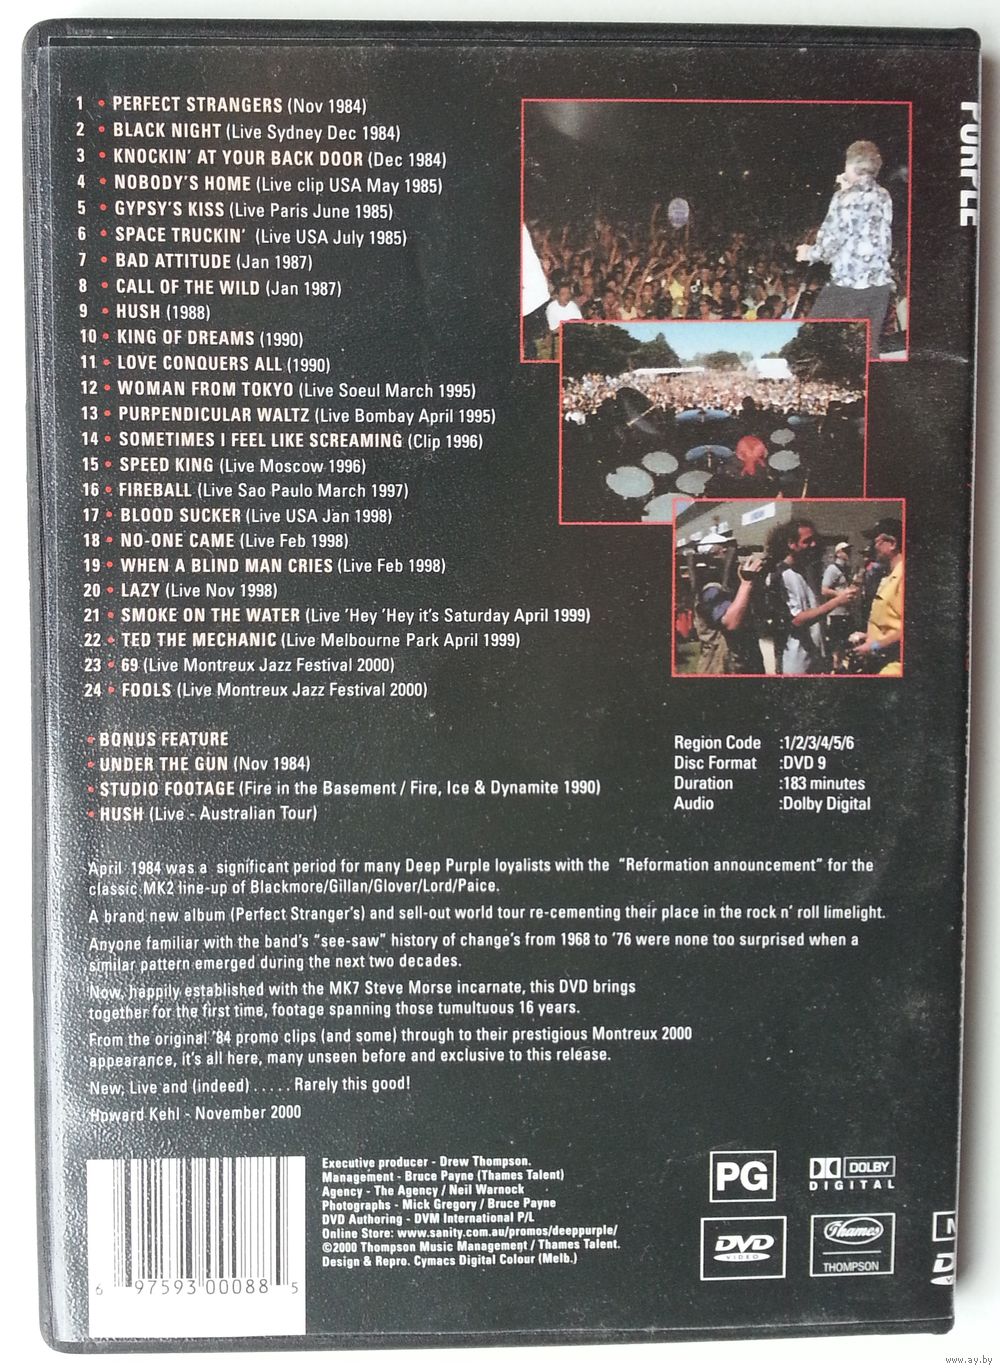 1 • PERFECT STRANGERS (Nov 1984)
2 • BLACK NIGHT (Live Sydney Dec 1984)
3 • KNOCKIN' AT YOUR BACK DOOR (Dec 1984)
4 • NOBODY'S HOME (Live clip USA May 1985)
5 • GYPSY'S KISS (Live Paris June 1985)
6 • SPACE TRUCKIN' (Live USA July 1985)
7 • BAD ATTITUDE (Jan 1987)
8 • CALL OF THE WILD (Jan 1987)
9 • HUSH (1988)
10 • KING OF DREAMS (1990)
11 • LOVE CONQUERS ALL (1990)
12 • WOMAN FROM TOKYO (Live Soeul March 1995)
13 • PURPENDICULAR WALTZ (Live Bombay April 1995)
14 • SOMETIMES I FEEL LIKE SCREAMING (Clip 1996)
15 • SPEED KING (Live Moscow 1996)
16 • FIREBALL (Live Sao Paulo March 1997)
17 • BLOOD SUCKER (Live USA Jan 1998)
18 • NO-ONE CAME (Live Feb 1998)
19 • WHEN A BLIND MAN CRIES (Live Feb 1998)
20 • LAZY (Live Nov 1998)
21 • SMOKE ON THE WATER (Live 'Hey 'Hey it's Saturday April 1999)
22 • TED THE MECHANIC (Live Melbourne Park April 1999)
23 • 69 (Live Montreux Jazz Festival 2000)
24 • FOOLS (Live Montreux Jazz Festival 2000)
• BONUS FEATURE
• UNDER THE GUN (Nov 1984)
• STUDIO FOOTAGE (Fire in the Basement / Fire, Ice & Dynamite 1990)
• HUSH (Live - Australian Tour)
Region Code :1/2/3/4/5/6
Disc Format :DVD 9
Duration :183 minutes
Audio :Dolby Digital
April 1984 was a significant period for many Deep Purple loyalists with the "Reformation announcement" for the
classic MK2 line-up of Blackmore/Gillan/Glover/Lord/Paice.
A brand new album (Perfect Stranger's) and sell-out world tour re-cementing their place in the rock n' roll limelight.
Anyone familiar with the band's "see-saw" history of change's from 1968 to '76 were none too surprised when a
similar pattern emerged during the next two decades.
Now, happily established with the MK7 Steve Morse incarnate, this DVD brings
together for the first time, footage spanning those tumultuous 16 years.
From the original '84 promo clips (and some) through to their prestigious Montreux 2000
appearance, it's all here, many unseen before and exclusive to this release.
New, Live and (indeed) . . . . . Rarely this good!
Howard Kehl - November 2000
Executive producer - Drew Thompson.
Management - Bruce Payne (Thames Talent)
Agency - The Agency / Neil Warnock
Photographs - Mick Gregory / Bruce Payne
DVD Authoring - DVM International P/L
Online Store: www.sanity.com.au/promos/deeppurple/
©2000 Thompson Music Management / Thames Talent.
Design & Repro. Cymacs Digital Colour (Melb.)
6 97593 00088 5
PG
DOLBY
DIGITAL
DVD
VIDEO
Thames
THOMPSON
PURPLE
www.ay.by